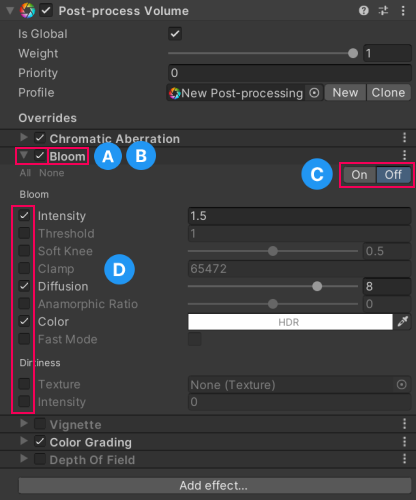 Post-process Volume
Is Global
Weight 1
Priority 0
Profile New Post-processing New Clone
Overrides
Chromatic Aberration
Bloom A B
All None C On Off
Bloom
Intensity 1.5
Threshold 1
Soft Knee 0.5
Clamp 65472 D
Diffusion 8
Anamorphic Ratio 0
Color HDR
Fast Mode
Dirtiness
Texture None (Texture)
Intensity 0
Vignette
Color Grading
Depth Of Field
Add effect...